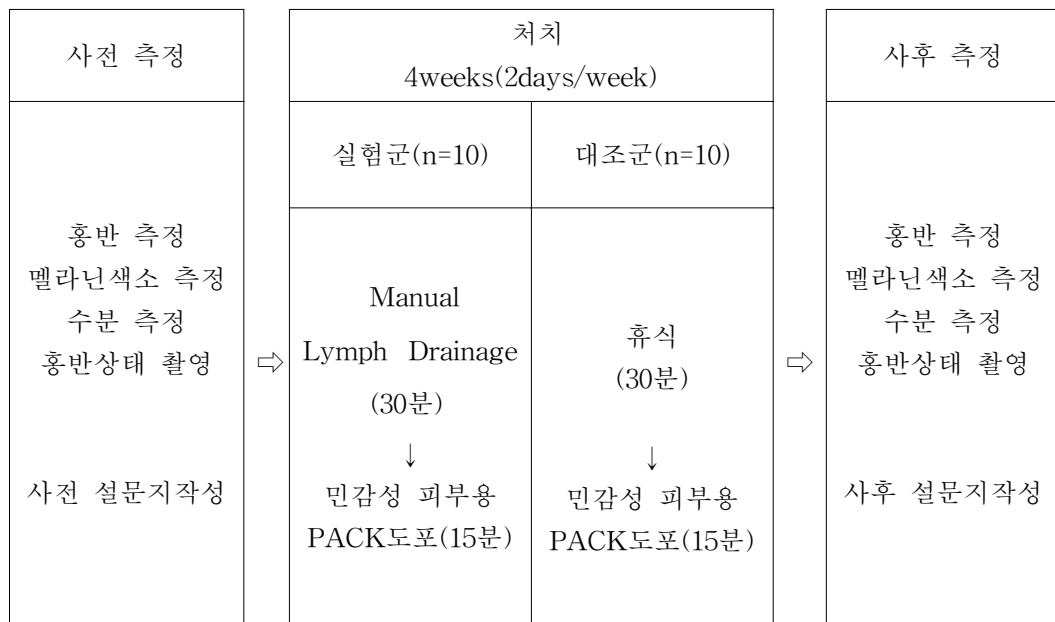 사전 측정
처치
4weeks(2days/week)
사후 측정
실험군(n=10)
대조군(n=10)
홍반 측정
멜라닌색소 측정
수분 측정
홍반상태 촬영
사전 설문지작성
⇨
Manual
Lymph Drainage
(30분)
↓
민감성 피부용
PACK도포(15분)
휴식
(30분)
↓
민감성 피부용
PACK도포(15분)
⇨
홍반 측정
멜라닌색소 측정
수분 측정
홍반상태 촬영
사후 설문지작성